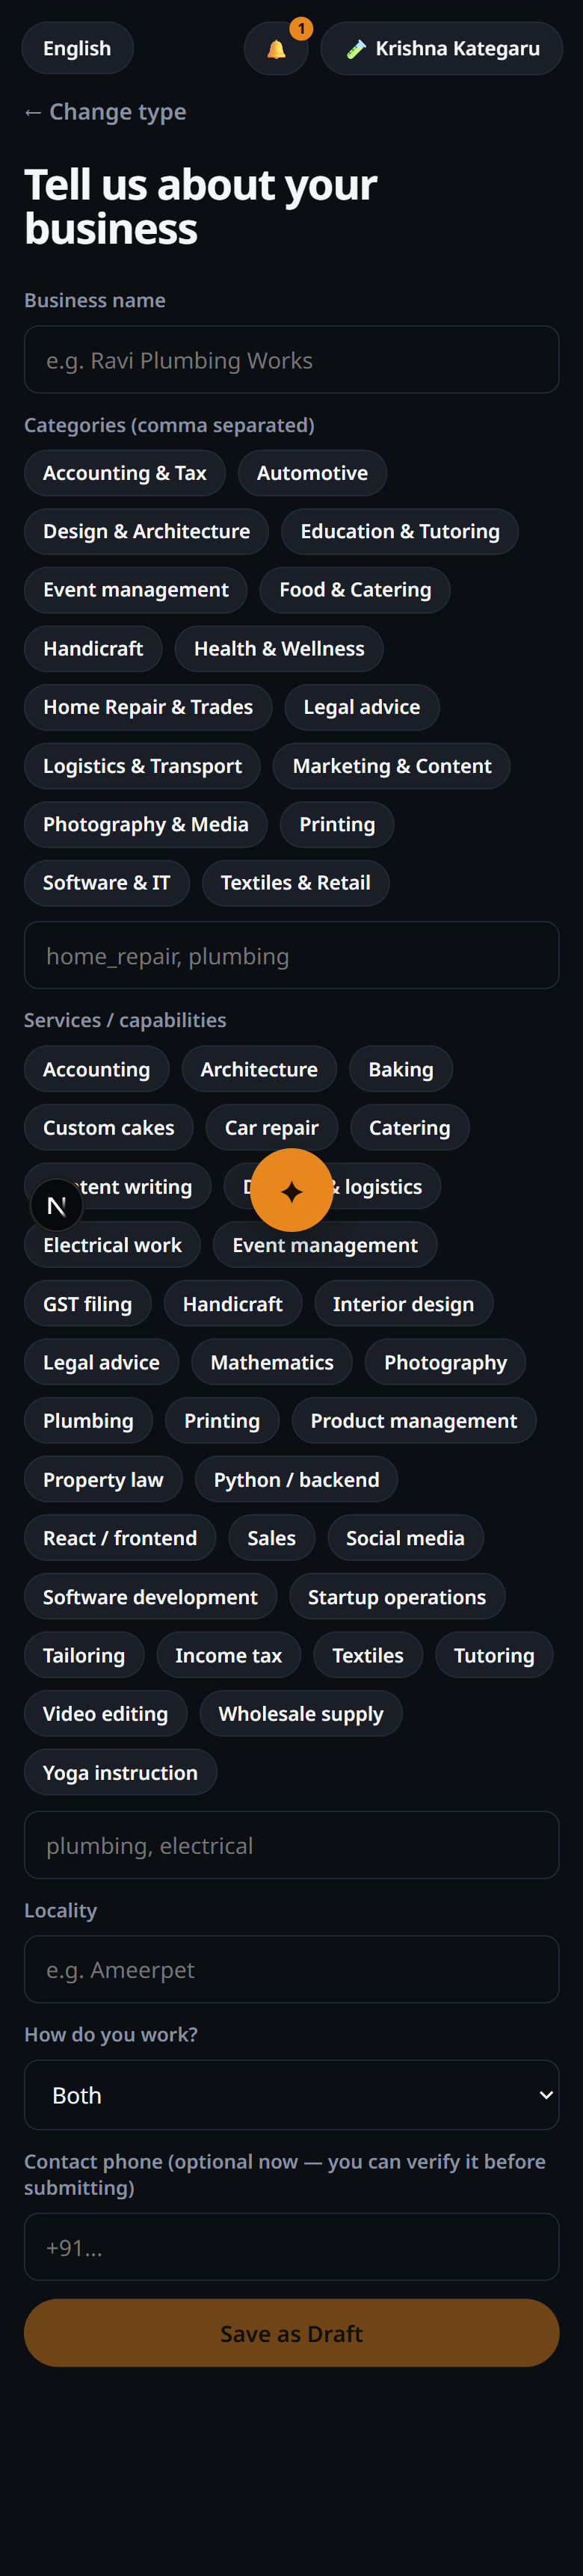 English
1
Krishna Kategaru
← Change type
Tell us about your
business
Business name
e.g. Ravi Plumbing Works
Categories (comma separated)
Accounting & Tax
Automotive
Design & Architecture
Education & Tutoring
Event management
Food & Catering
Handicraft
Health & Wellness
Home Repair & Trades
Legal advice
Logistics & Transport
Marketing & Content
Photography & Media
Printing
Software & IT
Textiles & Retail
home_repair, plumbing
Services / capabilities
Accounting
Architecture
Baking
Custom cakes
Car repair
Catering
writing
& logistics
N
Electrical work
Event management
GST filing
Handicraft
Interior design
Legal advice
Mathematics
Photography
Plumbing
Printing
Product management
Property law
Python / backend
React / frontend
Sales
Social media
Software development
Startup operations
Tailoring
Income tax
Textiles
Tutoring
Video editing
Wholesale supply
Yoga instruction
plumbing, electrical
Locality
e.g. Ameerpet
How do you work?
Both
Contact phone (optional now — you can verify it before
submitting)
+91...
Save as Draft